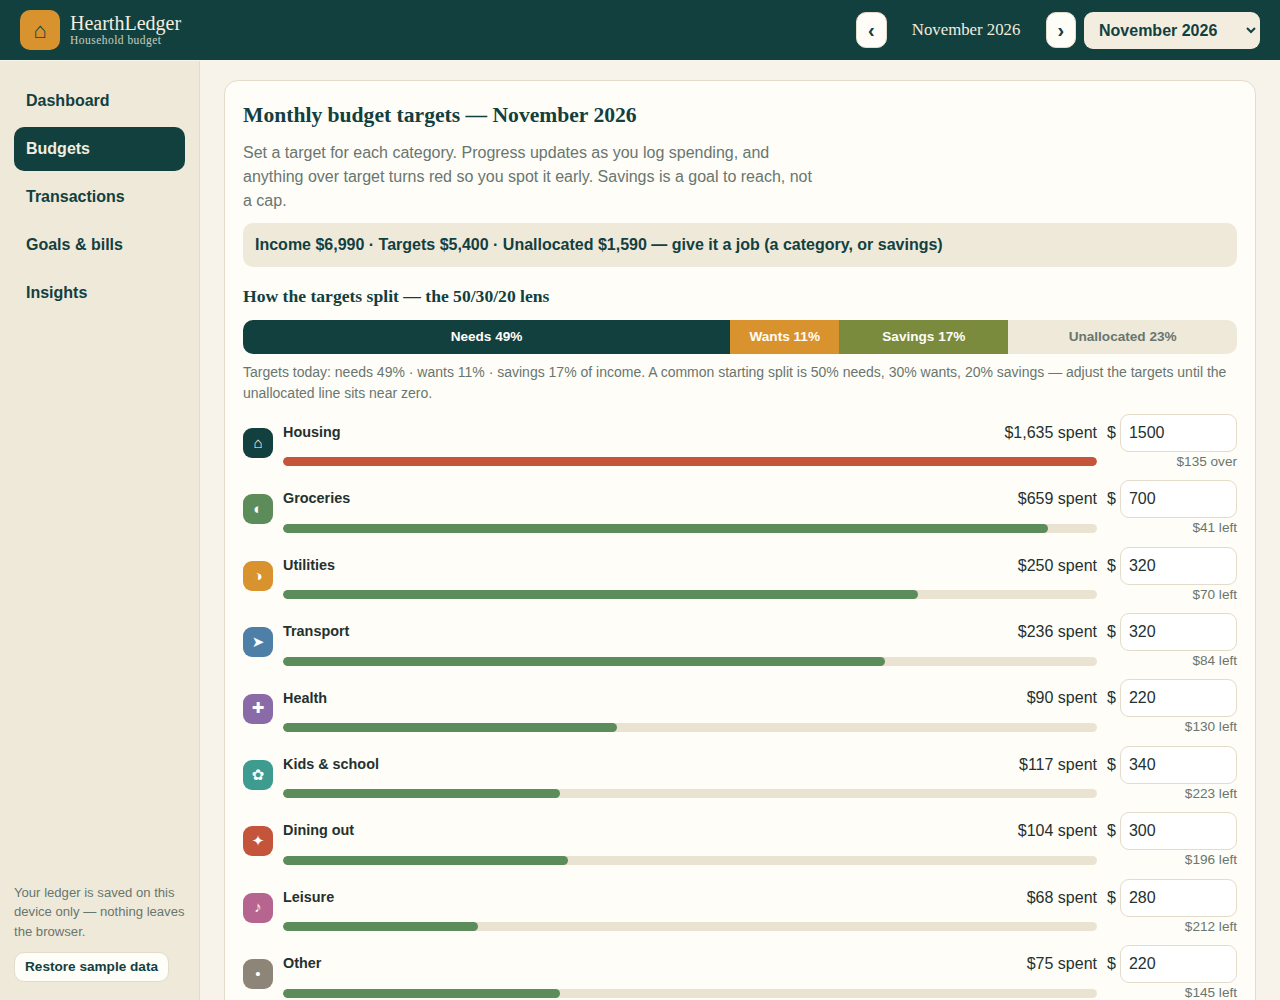 HearthLedger
Household budget
‹
November 2026
›
November 2026
Dashboard
Budgets
Transactions
Goals & bills
Insights
Your ledger is saved on this
device only — nothing leaves
the browser.
Restore sample data
Monthly budget targets — November 2026
Set a target for each category. Progress updates as you log spending, and
anything over target turns red so you spot it early. Savings is a goal to reach, not
a cap.
Income $6,990 · Targets $5,400 · Unallocated $1,590 — give it a job (a category, or savings)
How the targets split — the 50/30/20 lens
Needs 49%
Wants 11%
Savings 17%
Unallocated 23%
Targets today: needs 49% · wants 11% · savings 17% of income. A common starting split is 50% needs, 30% wants, 20% savings — adjust the targets until the
unallocated line sits near zero.
Housing $1,635 spent $ 1500
$135 over
Groceries $659 spent $ 700
$41 left
Utilities $250 spent $ 320
$70 left
Transport $236 spent $ 320
$84 left
Health $90 spent $ 220
$130 left
Kids & school $117 spent $ 340
$223 left
Dining out $104 spent $ 300
$196 left
Leisure $68 spent $ 280
$212 left
Other $75 spent $ 220
$145 left